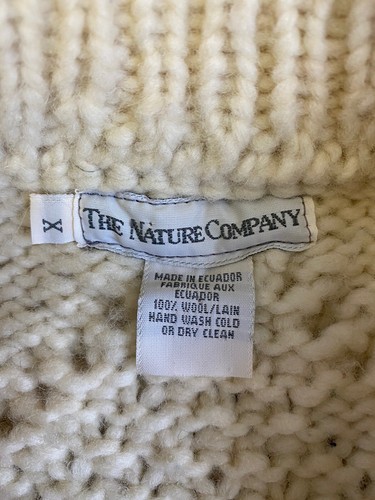 X
THE NATURE COMPANY
MADE IN ECUADOR
FABRIQUE AUX
ECUADOR
100% WOOL/LAIN
HAND WASH COLD
OR DRY CLEAN